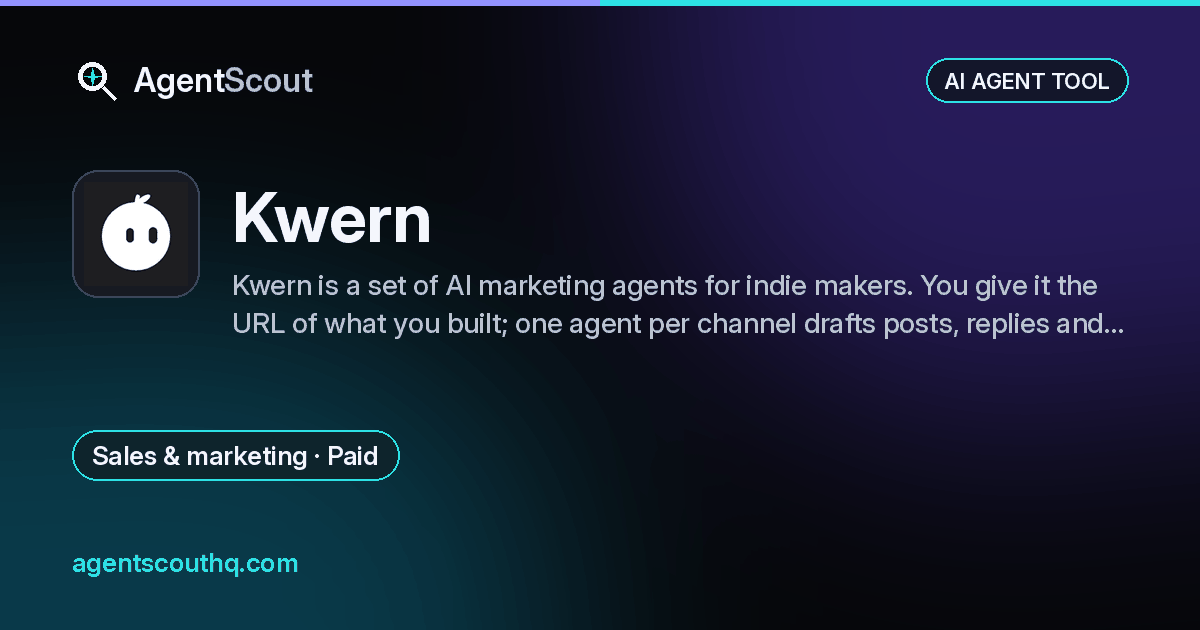 AgentScout
AI AGENT TOOL
Kwern
Kwern is a set of AI marketing agents for indie makers. You give it the
URL of what you built; one agent per channel drafts posts, replies and...
Sales & marketing · Paid
agentscouthq.com